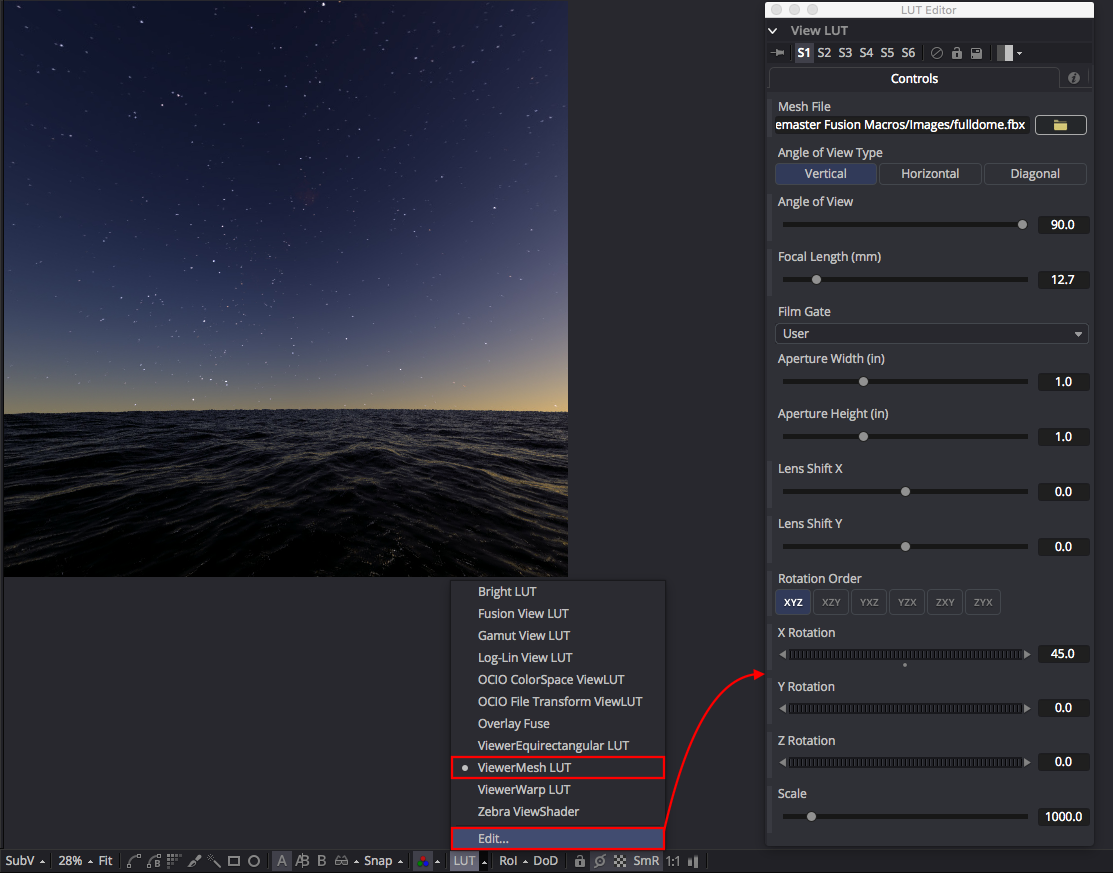 LUT Editor
View LUT
S1 S2 S3 S4 S5 S6
Controls
Mesh File
emaster Fusion Macros/Images/fulldome.fbx
Angle of View Type
Vertical Horizontal Diagonal
Angle of View
90.0
Focal Length (mm)
12.7
Film Gate
User
Aperture Width (in)
1.0
Aperture Height (in)
1.0
Lens Shift X
0.0
Lens Shift Y
0.0
Rotation Order
XYZ XZY YXZ YZX ZXY ZYX
X Rotation
45.0
Y Rotation
0.0
Z Rotation
0.0
Scale
1000.0
Bright LUT
Fusion View LUT
Gamut View LUT
Log-Lin View LUT
OCIO ColorSpace ViewLUT
OCIO File Transform ViewLUT
Overlay Fuse
ViewerEquirectangular LUT
ViewerMesh LUT
ViewerWarp LUT
Zebra ViewShader
Edit...
SubV 28% Fit A A B B Snap LUT RoI DoD SmR 1:1